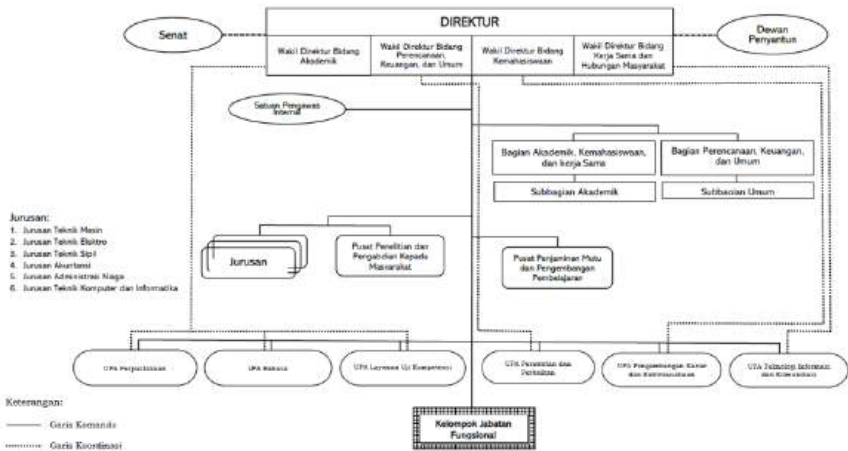 DIREKTUR
Senat
Dewan
Penyantun
Wakil Direktur Bidang
Akademik
Wakil Direktur Bidang
Perencanaan,
Keuangan, dan Umum
Wakil Direktur Bidang
Kemahasiswaan
Wakil Direktur Bidang
Kerja Sama dan
Hubungan Masyarakat
Satuan Pengawas
Internal
Bagian Akademik, Kemahasiswaan,
dan kerja Sama
Bagian Perencanaan, Keuangan,
dan Umum
Subbagian Akademik
Subbagian Umum
Jurusan:
1. Jurusan Teknik Mesin
2. Jurusan Teknik Elektro
3. Jurusan Teknik Sipil
4. Jurusan Akuntansi
5. Jurusan Administrasi Niaga
6. Jurusan Teknik Komputer dan Informatika
Jurusan
Pusat Penelitian dan
Pengabdian Kepada
Masyarakat
Pusat Penjaminan Mutu
dan Pengembangan
Pembelajaran
UPA Perpustakaan
UPA Bahasa
UPA Layanan Uji Kompetensi
UPA Perawatan dan
Perbaikan
UPA Pengembangan Karier
dan Kewirausahaan
UPA Teknologi Informasi
dan Komunikasi
Keterangan:
Garis Komando
Garis Koordinasi
Kelompok Jabatan
Fungsional